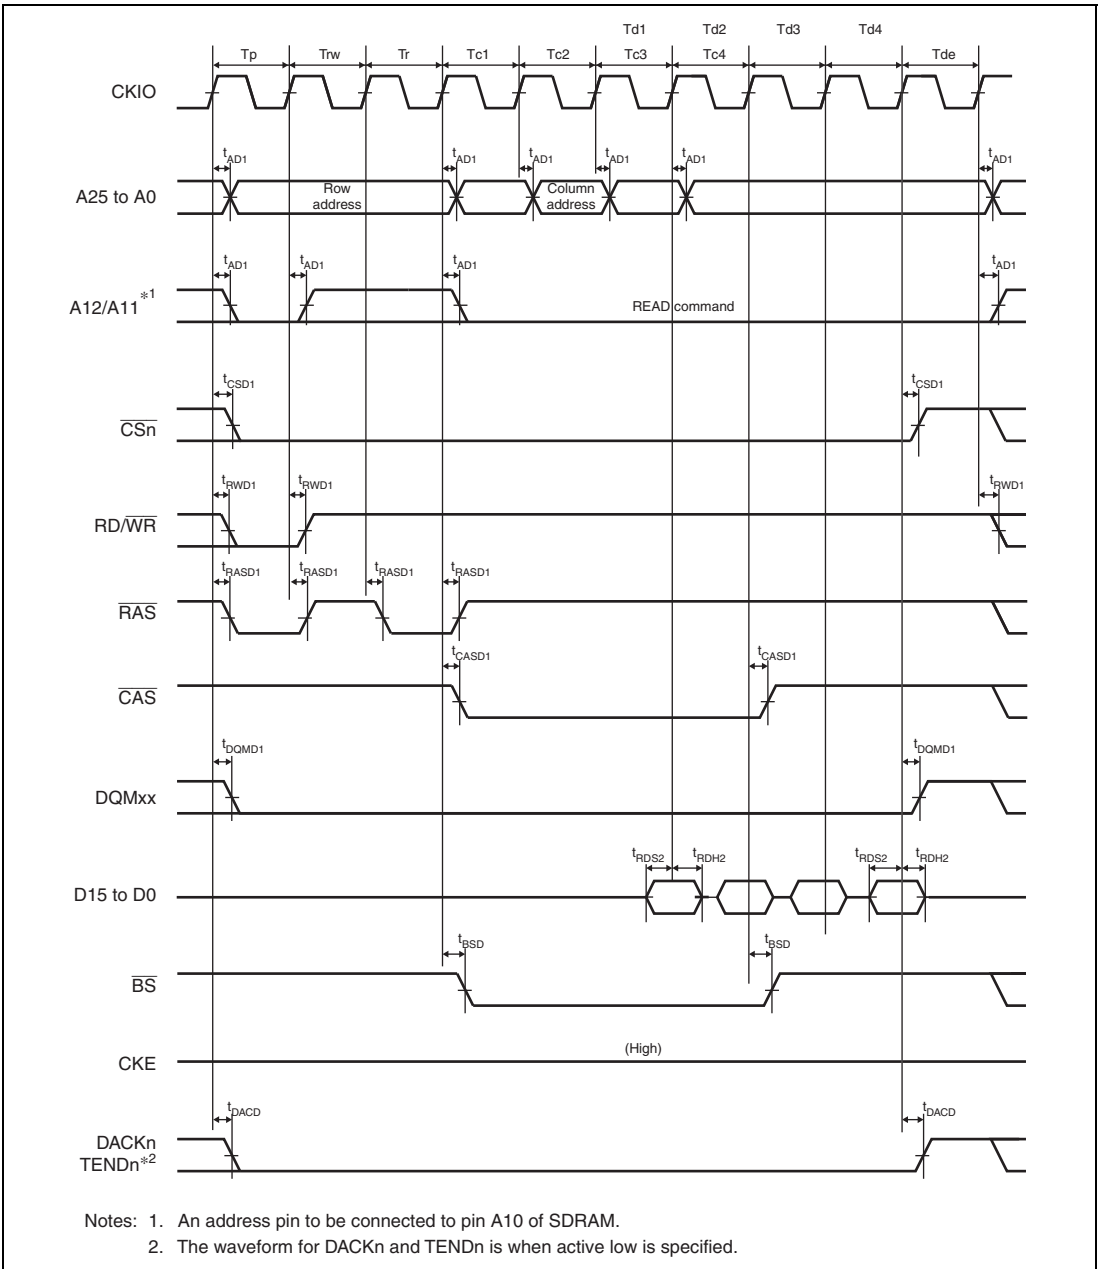 Td1 Td2 Td3 Td4
Tp Trw Tr Tc1 Tc2 Tc3 Tc4 Tde
CKIO
tAD1 tAD1 tAD1 tAD1 tAD1 tAD1
A25 to A0
Row
address
Column
address
tAD1 tAD1 tAD1 tAD1
A12/A11*1
READ command
tCSD1 tCSD1
CSn
tRWD1 tRWD1 tRWD1
RD/WR
tRASD1 tRASD1 tRASD1 tRASD1
RAS
tCASD1 tCASD1
CAS
tDQMD1 tDQMD1
DQMxx
tRDS2 tRDH2 tRDS2 tRDH2
D15 to D0
tBSD tBSD
BS
(High)
CKE
tDACD tDACD
DACKn
TENDn*2
Notes: 1. An address pin to be connected to pin A10 of SDRAM.
2. The waveform for DACKn and TENDn is when active low is specified.